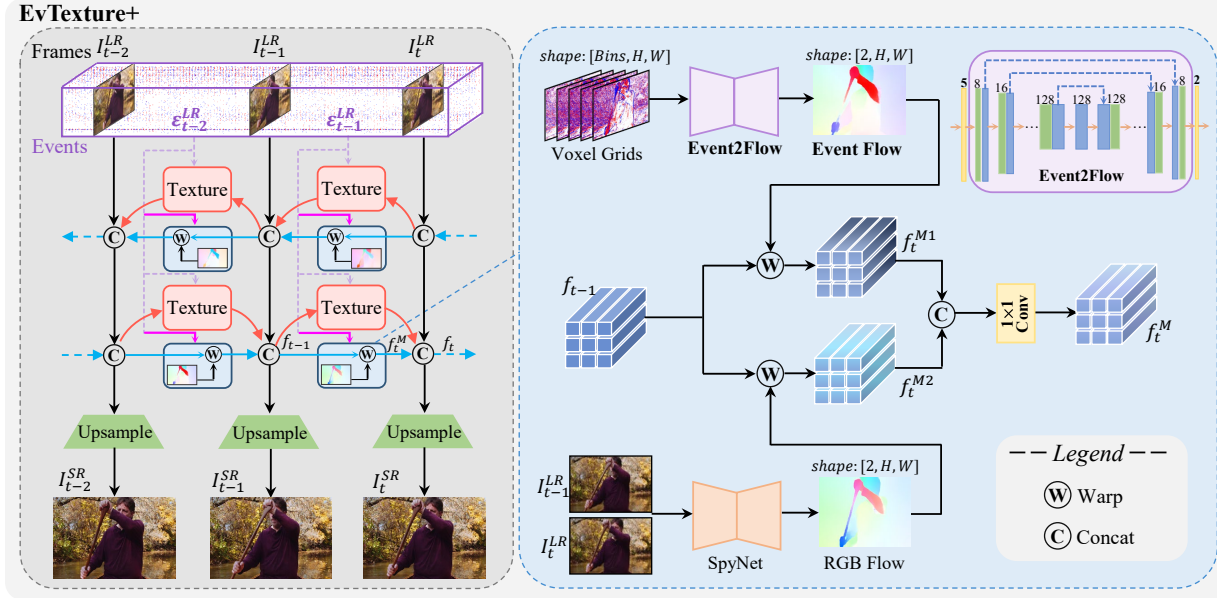 EvTexture+
Frames
I_{t-2}^{LR}
I_{t-1}^{LR}
I_t^{LR}
ε_{t-2}^{LR}
ε_{t-1}^{LR}
Events
Texture
Texture
C
W
C
W
C
Texture
Texture
C
W
C
f_{t-1}
W
f_t^M
C
f_t
Upsample
Upsample
Upsample
I_{t-2}^{SR}
I_{t-1}^{SR}
I_t^{SR}
shape: [Bins, H, W]
Voxel Grids
Event2Flow
shape: [2, H, W]
Event Flow
5
8
16
128
128
128
16
8
2
Event2Flow
f_{t-1}
W
f_t^{M1}
W
f_t^{M2}
C
1×1
Conv
f_t^M
I_{t-1}^{LR}
I_t^{LR}
SpyNet
shape: [2, H, W]
RGB Flow
Legend
W Warp
C Concat